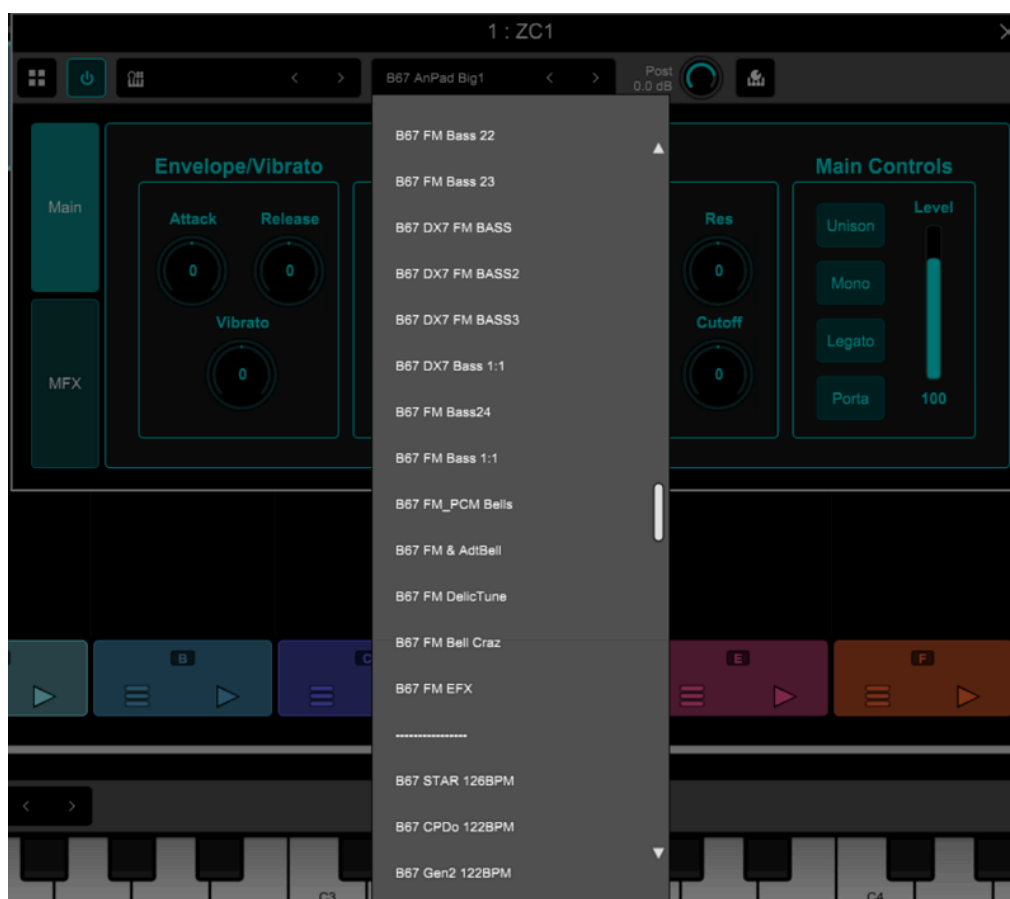 1 : ZC1
B67 AnPad Big1
Post
0.0 dB
Main
MFX
Envelope/Vibrato
Attack
Release
0
0
Vibrato
0
B67 FM Bass 22
B67 FM Bass 23
B67 DX7 FM BASS
B67 DX7 FM BASS2
B67 DX7 FM BASS3
B67 DX7 Bass 1:1
B67 FM Bass24
B67 FM Bass 1:1
B67 FM_PCM Bells
B67 FM & AdtBell
B67 FM DelicTune
B67 FM Bell Craz
B67 FM EFX
----------------
B67 STAR 126BPM
B67 CPDo 122BPM
B67 Gen2 122BPM
Res
0
Cutoff
0
Main Controls
Unison
Mono
Legato
Porta
Level
100
B
C
E
F
C3
C4